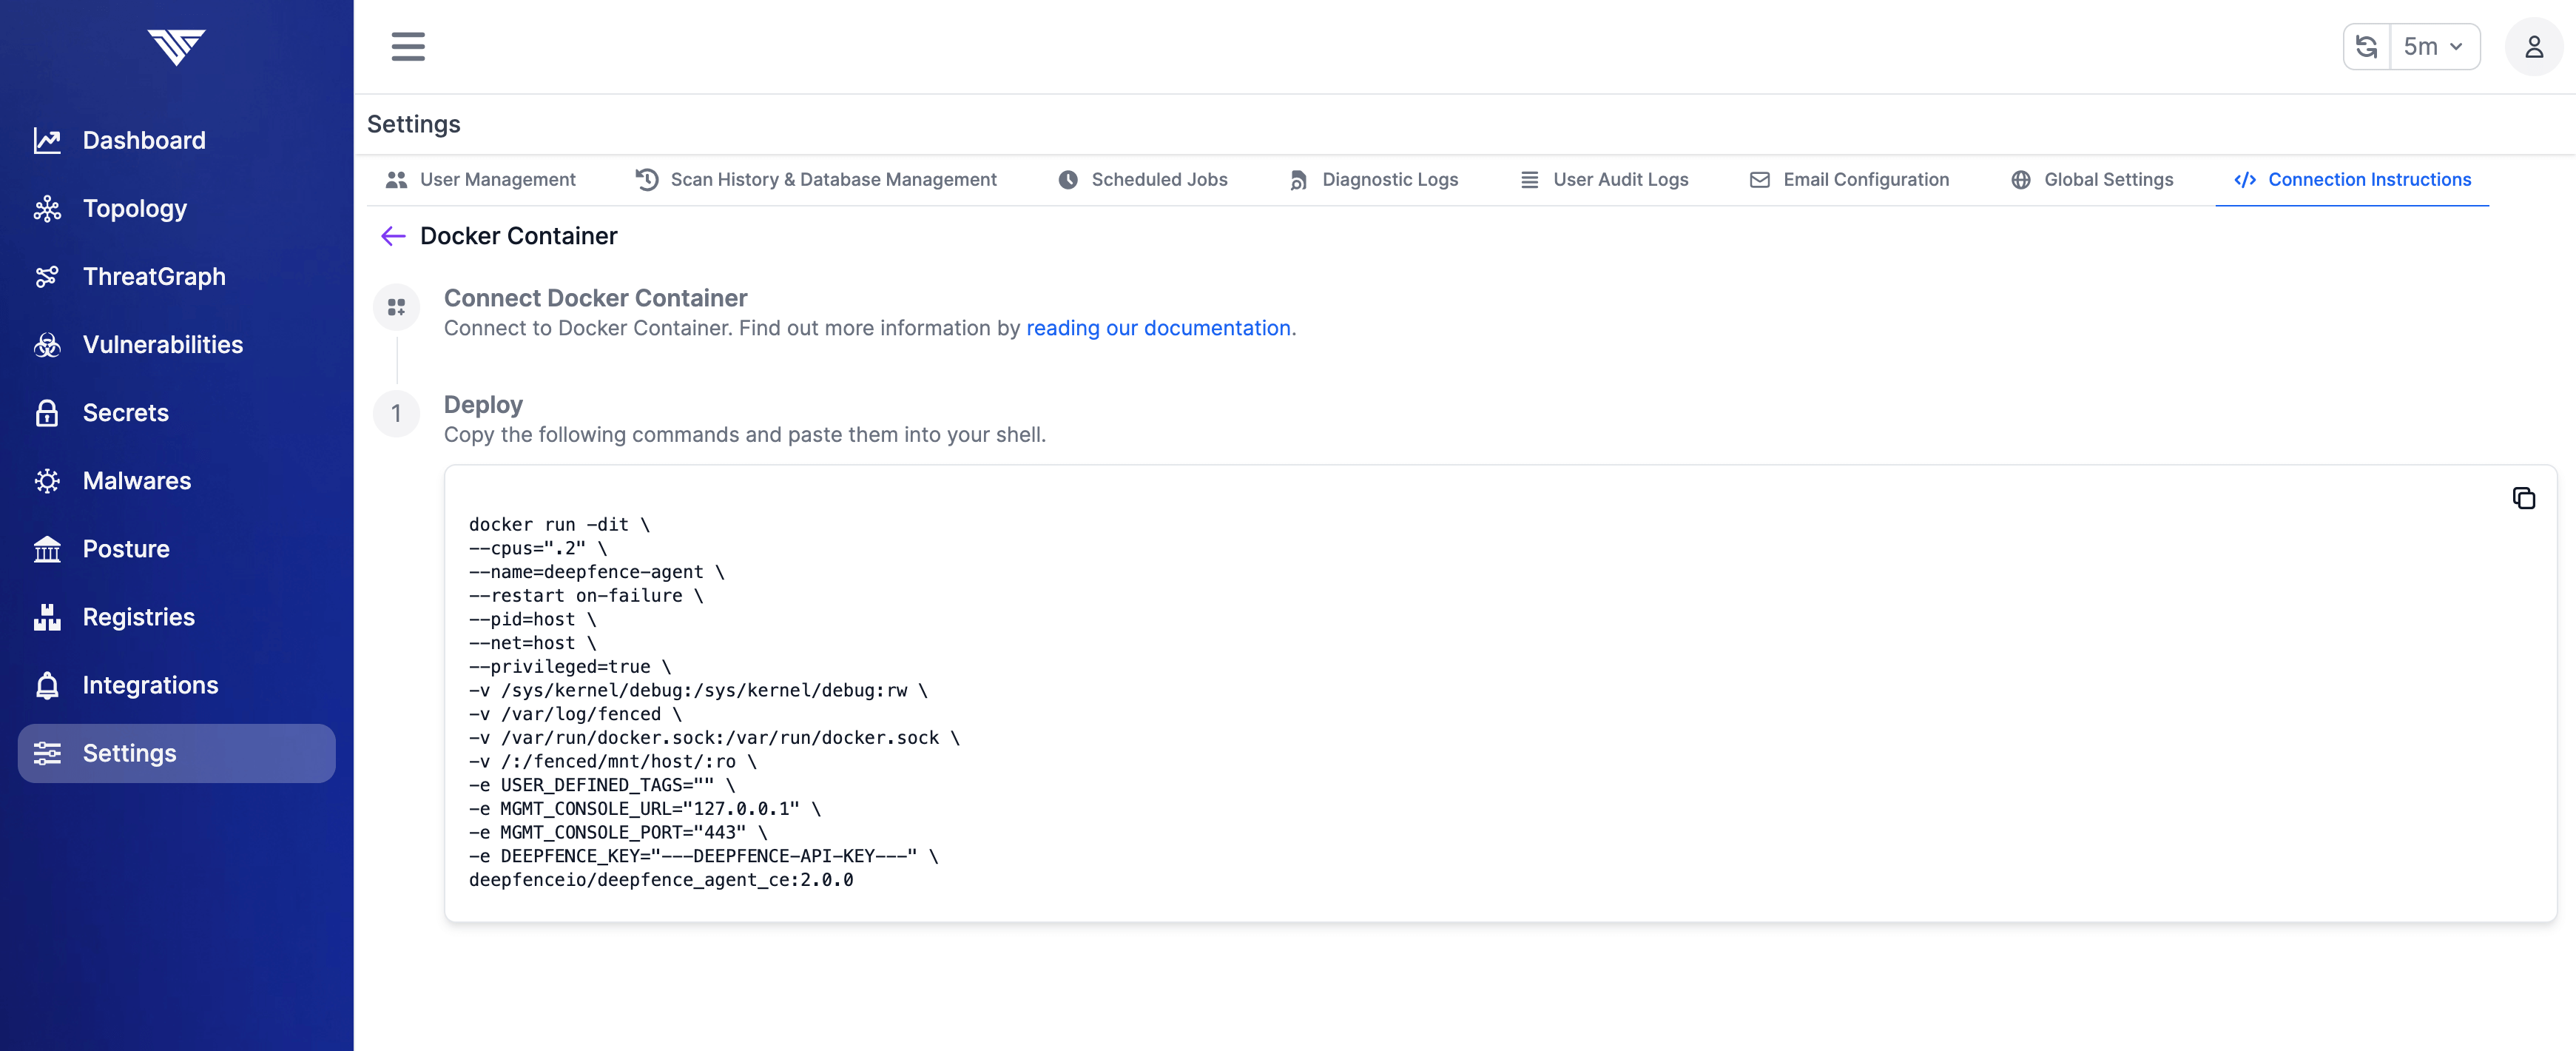 5m
Dashboard
Topology
ThreatGraph
Vulnerabilities
Secrets
Malwares
Posture
Registries
Integrations
Settings
Settings
User Management
Scan History & Database Management
Scheduled Jobs
Diagnostic Logs
User Audit Logs
Email Configuration
Global Settings
Connection Instructions
Docker Container
Connect Docker Container
Connect to Docker Container. Find out more information by reading our documentation.
1
Deploy
Copy the following commands and paste them into your shell.
docker run -dit \
--cpus=".2" \
--name=deepfence-agent \
--restart on-failure \
--pid=host \
--net=host \
--privileged=true \
-v /sys/kernel/debug:/sys/kernel/debug:rw \
-v /var/log/fenced \
-v /var/run/docker.sock:/var/run/docker.sock \
-v /:/fenced/mnt/host/:ro \
-e USER_DEFINED_TAGS="" \
-e MGMT_CONSOLE_URL="127.0.0.1" \
-e MGMT_CONSOLE_PORT="443" \
-e DEEPFENCE_KEY="---DEEPFENCE-API-KEY---" \
deepfenceio/deepfence_agent_ce:2.0.0